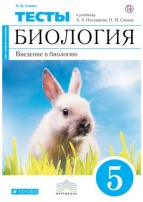 Н. И. Сонин
ТЕСТЫ
к учебнику
А. А. Плешакова, Н. И. Сонина
БИОЛОГИЯ
Введение в биологию
5
дрофа
ВЕРТИКАЛЬ